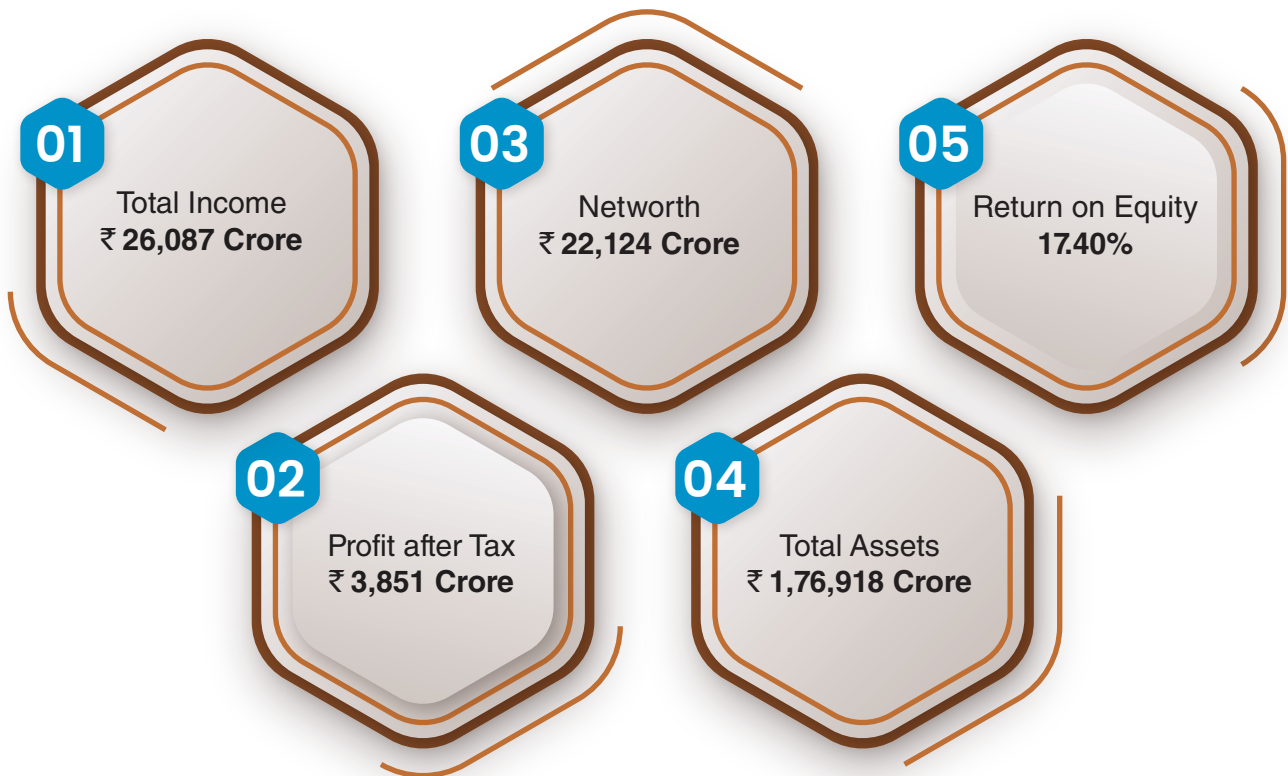 01
Total Income
₹ 26,087 Crore
02
Profit after Tax
₹ 3,851 Crore
03
Networth
₹ 22,124 Crore
04
Total Assets
₹ 1,76,918 Crore
05
Return on Equity
17.40%